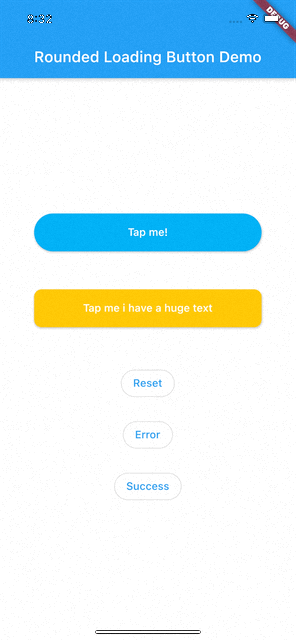 DEBUG
Rounded Loading Button Demo
Tap me!
Tap me i have a huge text
Reset
Error
Success